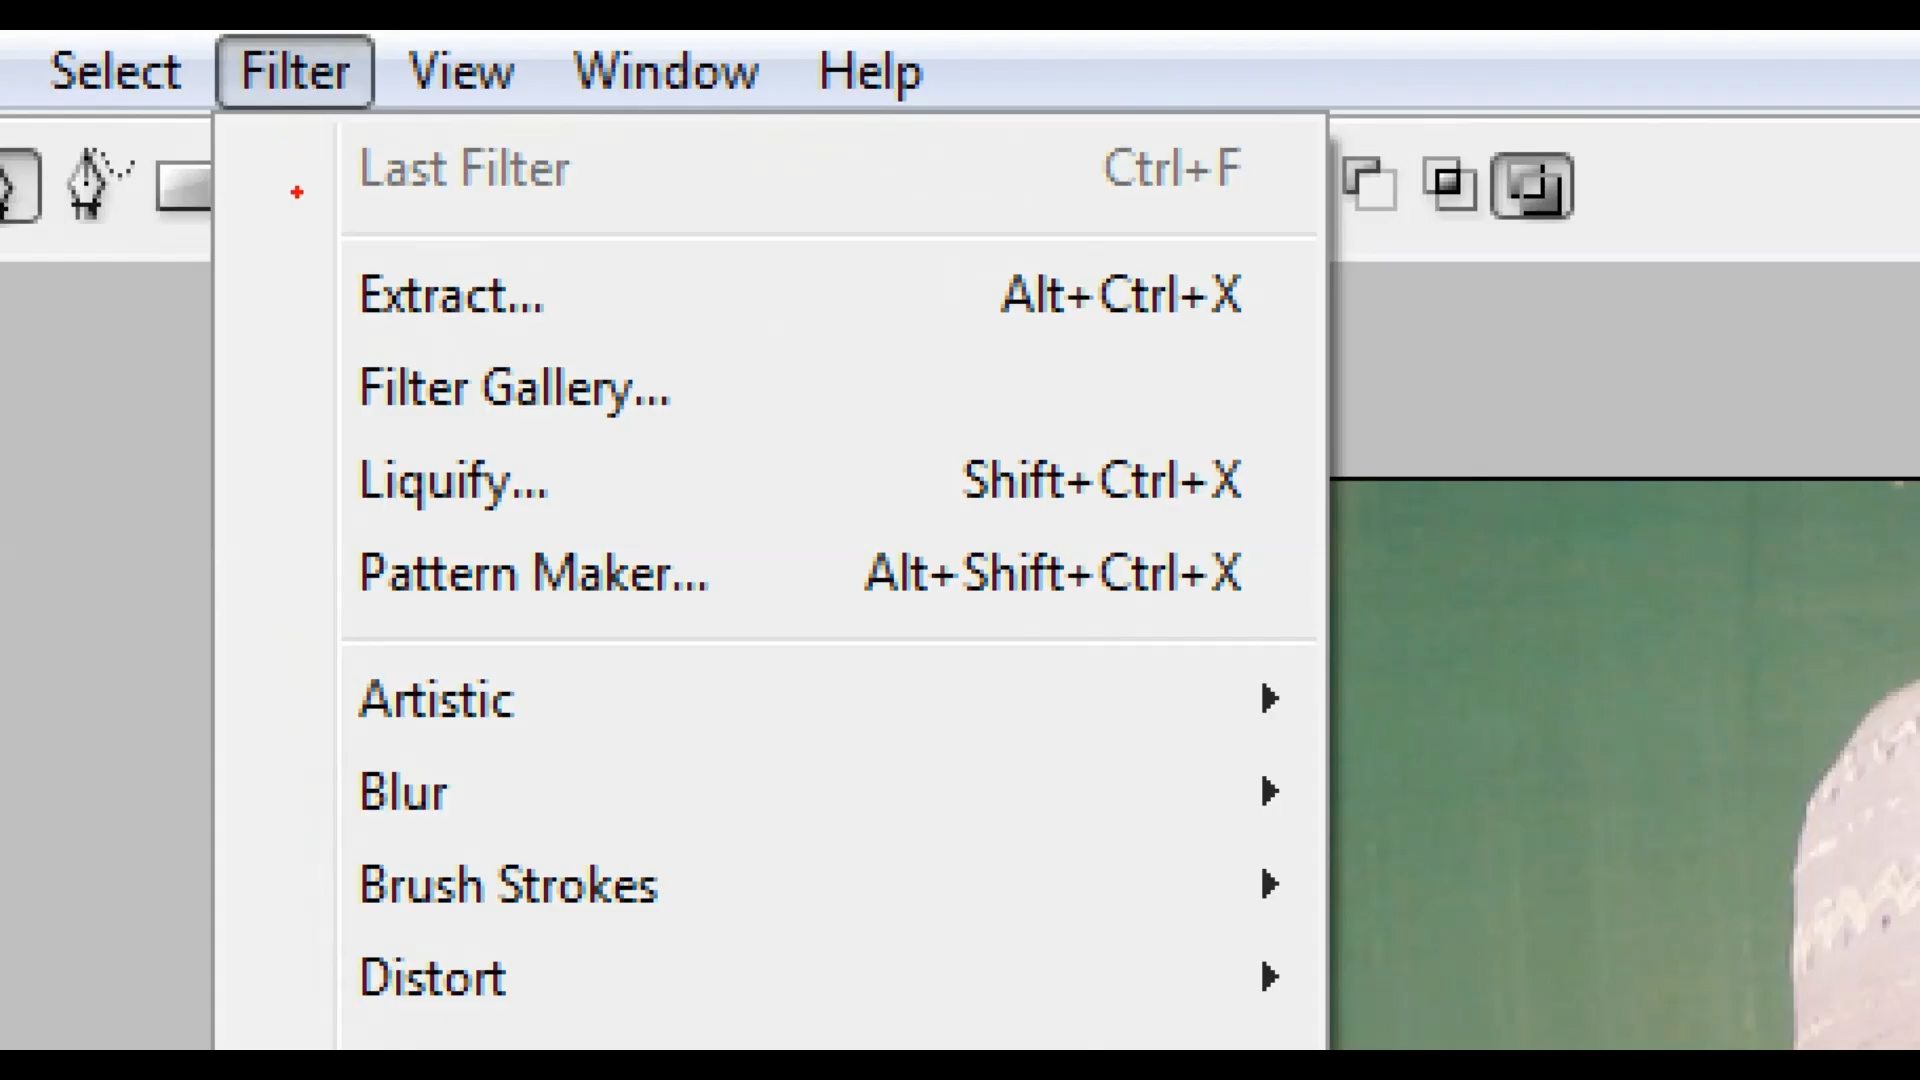 Select Filter View Window Help
Last Filter Ctrl+F
Extract... Alt+Ctrl+X
Filter Gallery...
Liquify... Shift+Ctrl+X
Pattern Maker... Alt+Shift+Ctrl+X
Artistic
Blur
Brush Strokes
Distort